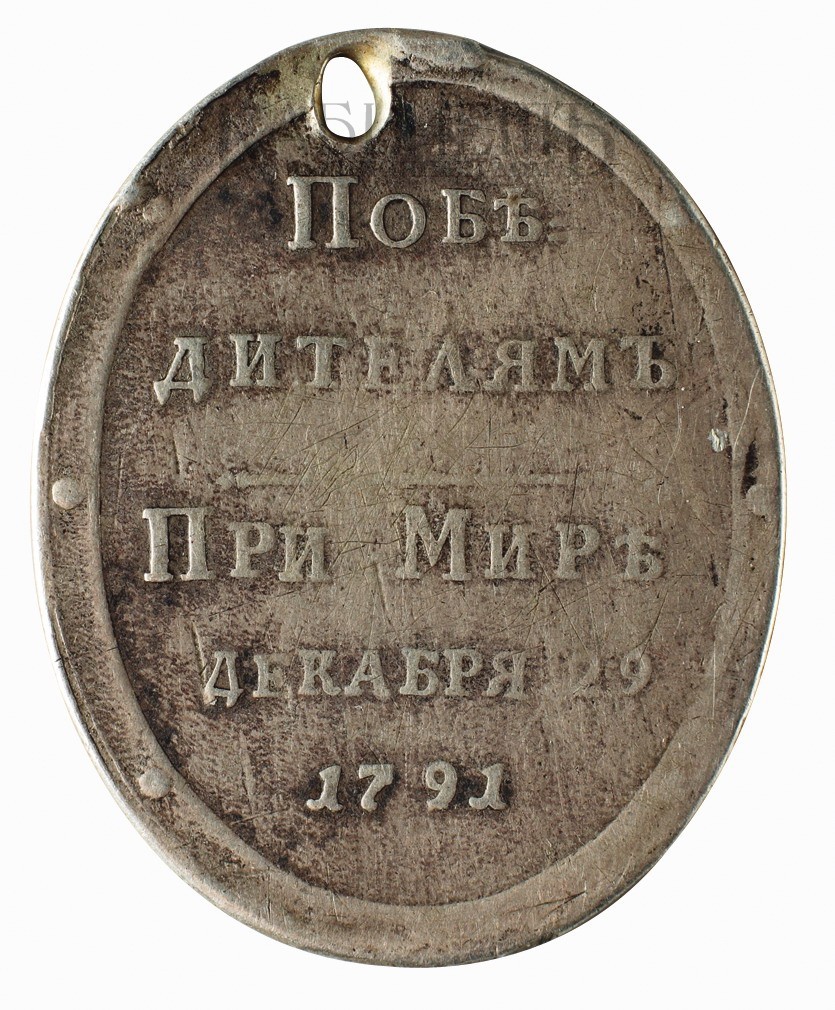 ПОБѢ=
ДИТЕЛЯМЪ
ПРИ МИРѢ
ДЕКАБРЯ 29
1791